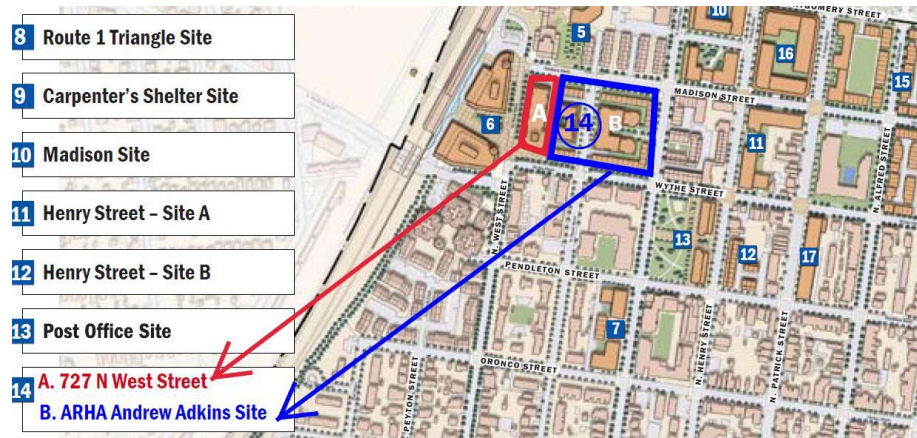 8 Route 1 Triangle Site
9 Carpenter's Shelter Site
10 Madison Site
11 Henry Street – Site A
12 Henry Street – Site B
13 Post Office Site
14 A. 727 N West Street
B. ARHA Andrew Adkins Site
10
STREET
5
16
15
MADISON STREET
A
14
B
6
11
N. ALFRED STREET
WYTHE STREET
N. WEST STREET
13
12
17
PENDLETON STREET
7
N. HENRY STREET
N. PATRICK STREET
ORONCO STREET
PEYTON STREET